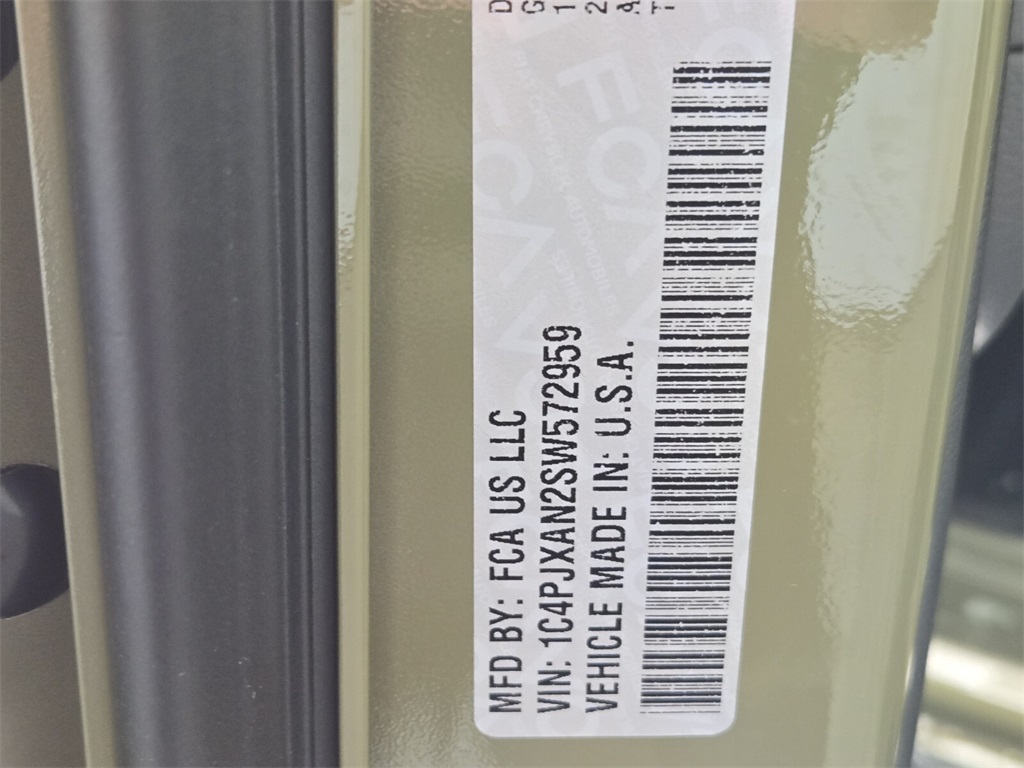 MFD BY: FCA US LLC
VIN: 1C4PJXAN2SW572959
VEHICLE MADE IN: U.S.A.